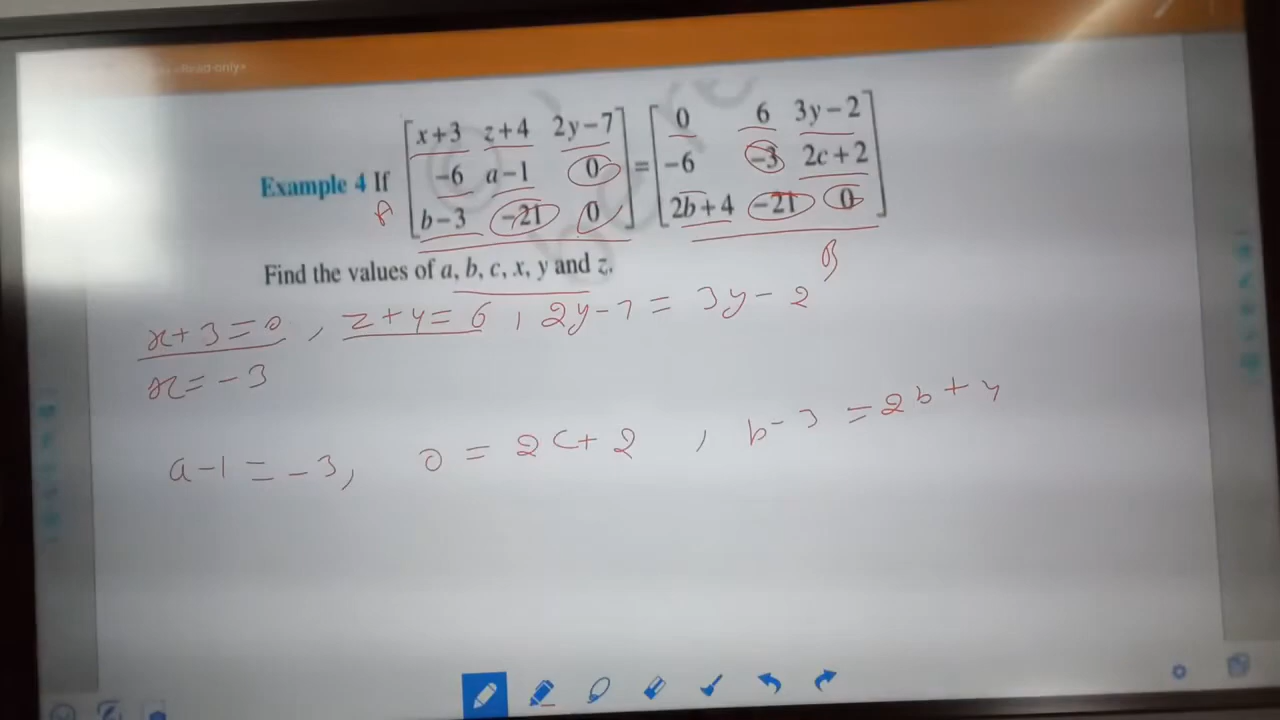 «Read-only»
Example 4 If [x+3 z+4 2y−7] = [0 6 3y−2]
[−6 a−1 0] [−6 −3 2c+2]
A [b−3 −21 0] [2b+4 −21 0]
B
Find the values of a, b, c, x, y and z.
x+3=0, z+4=6, 2y-7=3y-2
x=-3
a-1=-3, 0=2c+2, b-3=2b+4